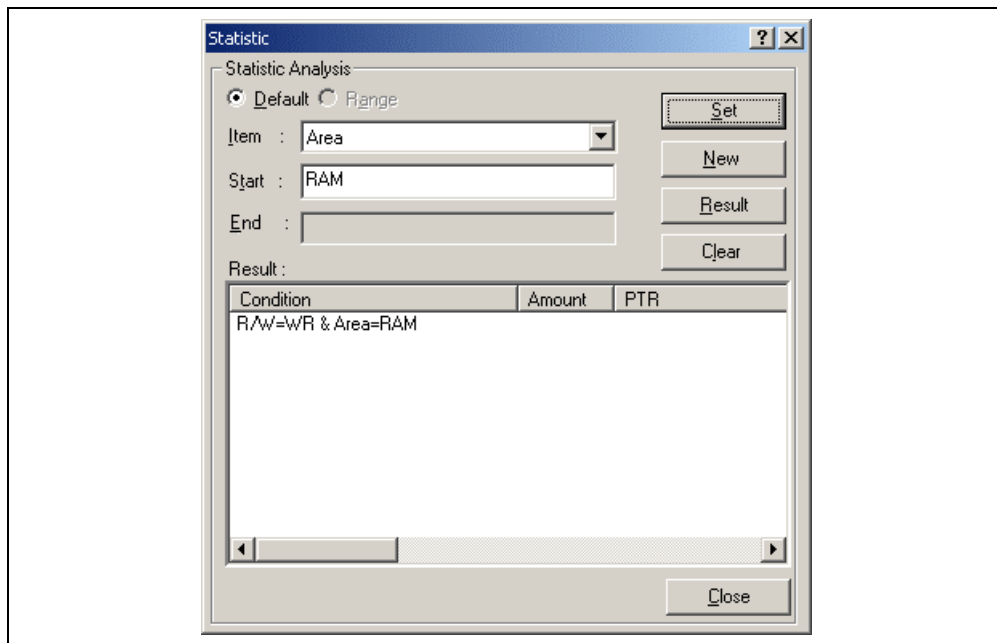 Statistic
Statistic Analysis
Default Range
Item : Area
Start : RAM
End :
Set
New
Result
Clear
Result :
Condition Amount PTR
R/W=WR & Area=RAM
Close